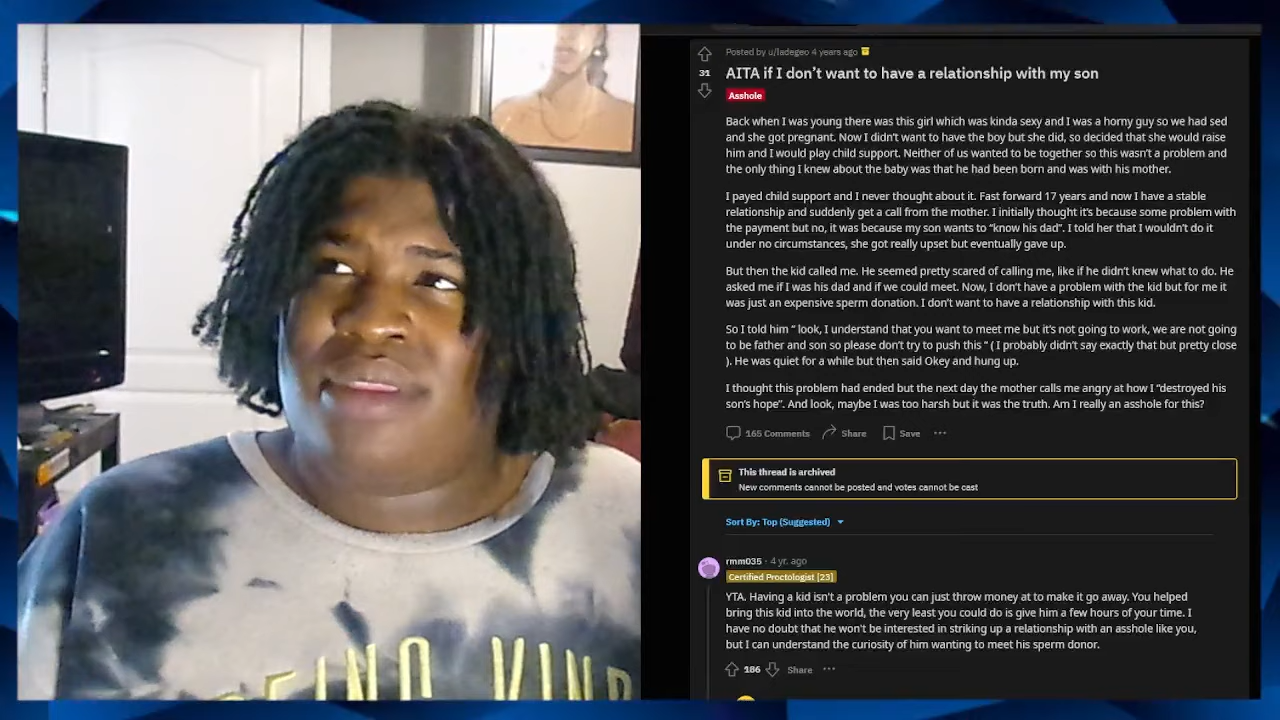 Posted by u/ladegeo 4 years ago
31
AITA if I don't want to have a relationship with my son
Asshole
Back when I was young there was this girl which was kinda sexy and I was a horny guy so we had sed
and she got pregnant. Now I didn't want to have the boy but she did, so decided that she would raise
him and I would play child support. Neither of us wanted to be together so this wasn't a problem and
the only thing I knew about the baby was that he had been born and was with his mother.
I payed child support and I never thought about it. Fast forward 17 years and now I have a stable
relationship and suddenly get a call from the mother. I initially thought it's because some problem with
the payment but no, it was because my son wants to "know his dad". I told her that I wouldn't do it
under no circumstances, she got really upset but eventually gave up.
But then the kid called me. He seemed pretty scared of calling me, like if he didn't knew what to do. He
asked me if I was his dad and if we could meet. Now, I don't have a problem with the kid but for me it
was just an expensive sperm donation. I don't want to have a relationship with this kid.
So I told him " look, I understand that you want to meet me but it's not going to work, we are not going
to be father and son so please don't try to push this " ( I probably didn't say exactly that but pretty close
). He was quiet for a while but then said Okey and hung up.
I thought this problem had ended but the next day the mother calls me angry at how I "destroyed his
son's hope". And look, maybe I was too harsh but it was the truth. Am I really an asshole for this?
165 Comments Share Save
This thread is archived
New comments cannot be posted and votes cannot be cast
Sort By: Top (Suggested)
rmm035 · 4 yr. ago
Certified Proctologist [23]
YTA. Having a kid isn't a problem you can just throw money at to make it go away. You helped
bring this kid into the world, the very least you could do is give him a few hours of your time. I
have no doubt that he won't be interested in striking up a relationship with an asshole like you,
but I can understand the curiosity of him wanting to meet his sperm donor.
186 Share
BEING KIND